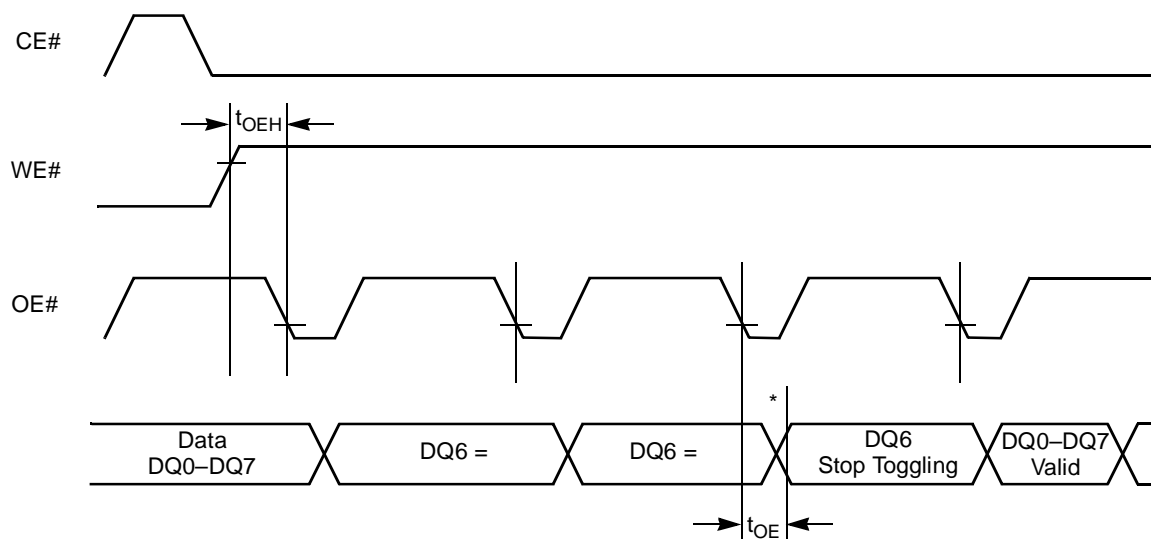 CE#
tOEH
WE#
OE#
*
Data
DQ0–DQ7
DQ6 =
DQ6 =
DQ6
Stop Toggling
DQ0–DQ7
Valid
tOE